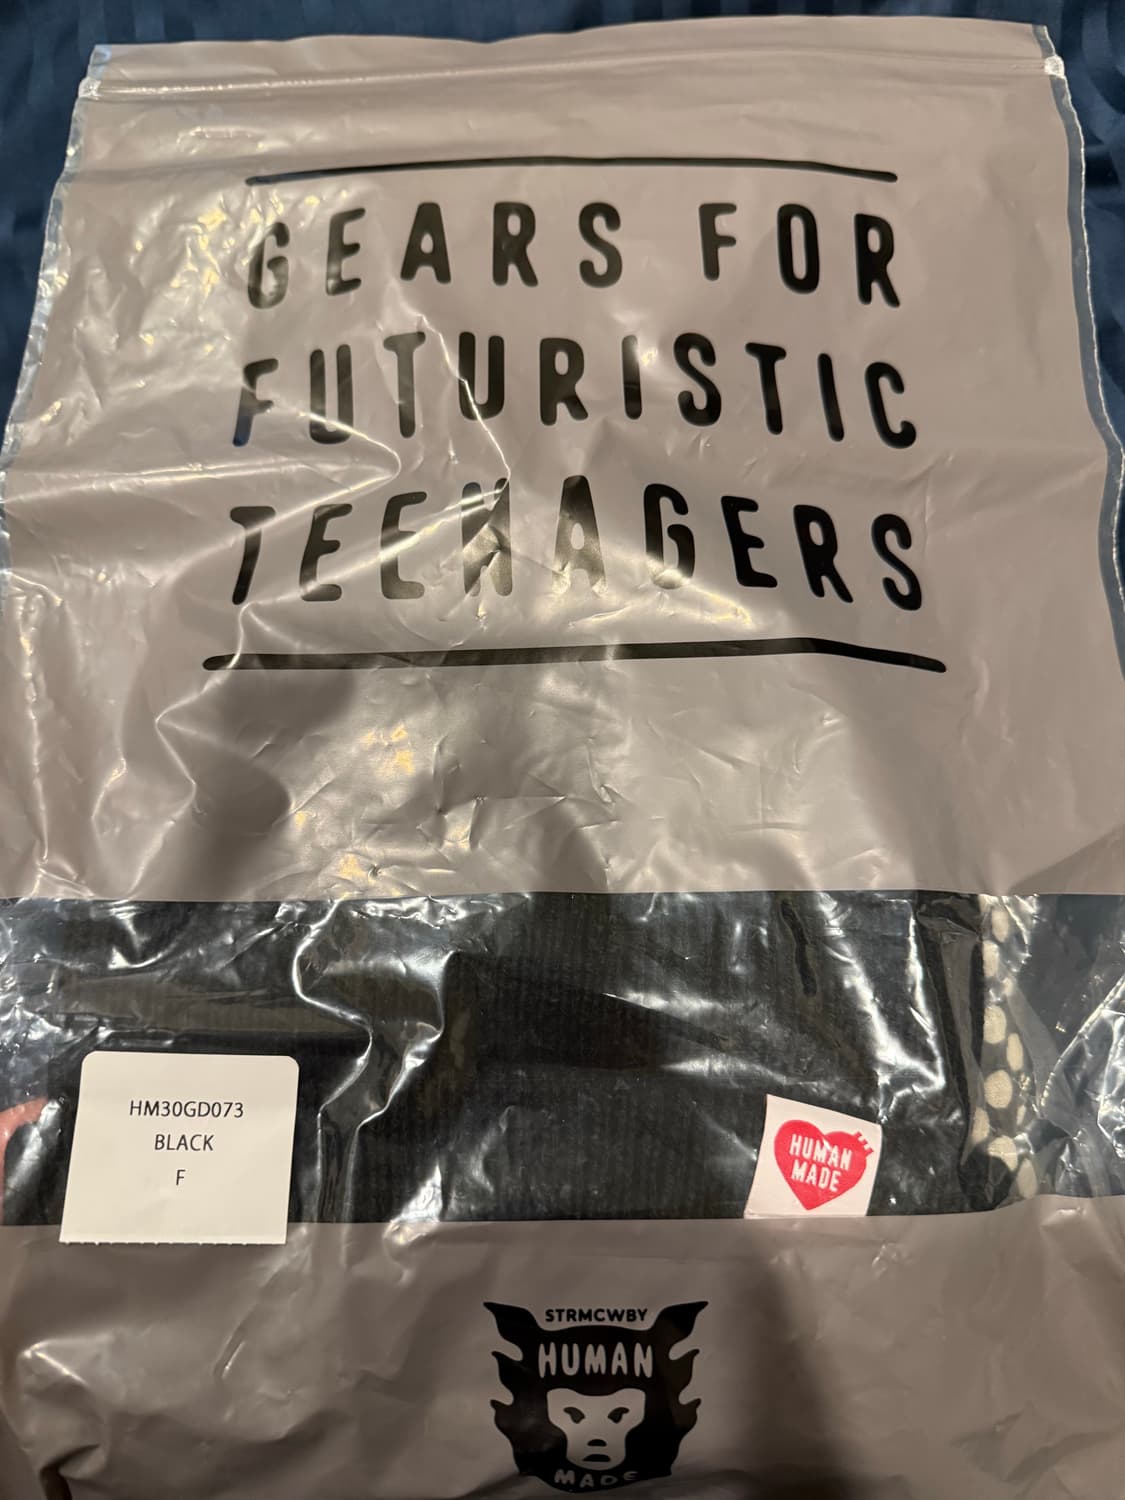 GEARS FOR
FUTURISTIC
TEENAGERS
HM30GD073
BLACK
F
HUMAN
MADE
STRMCWBY
HUMAN
MADE